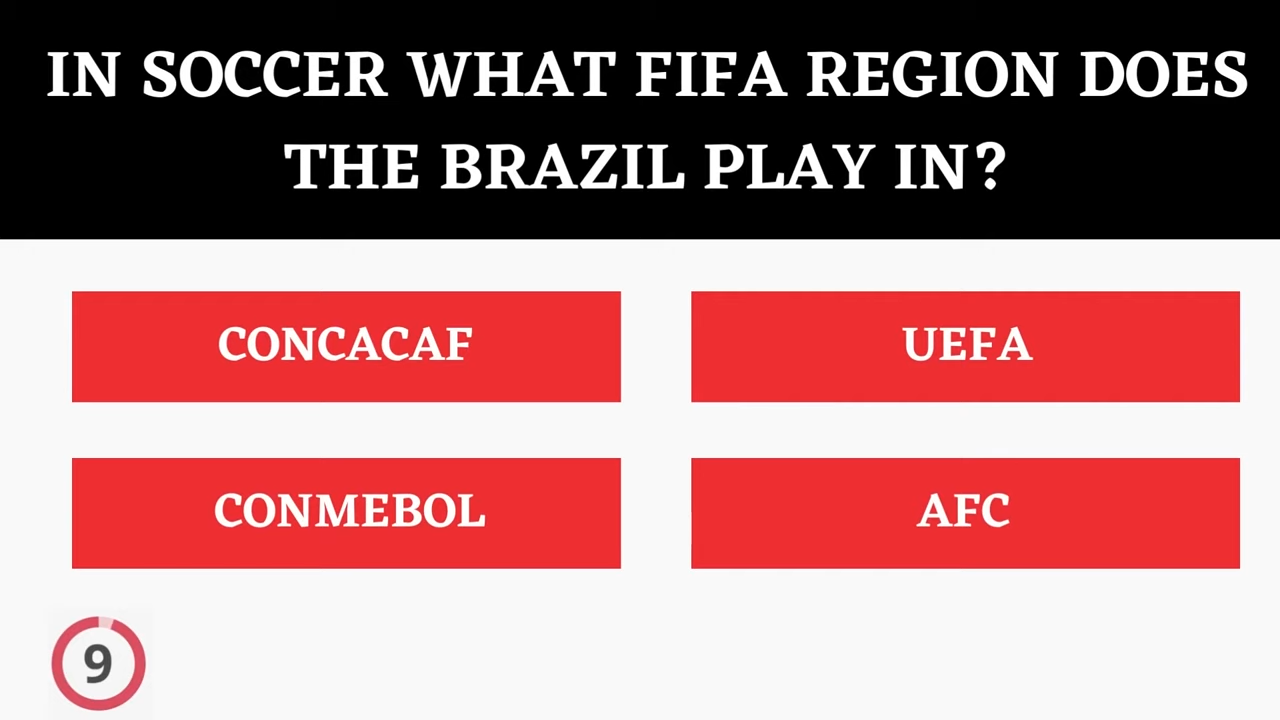 IN SOCCER WHAT FIFA REGION DOES
THE BRAZIL PLAY IN?
CONCACAF
UEFA
CONMEBOL
AFC
9